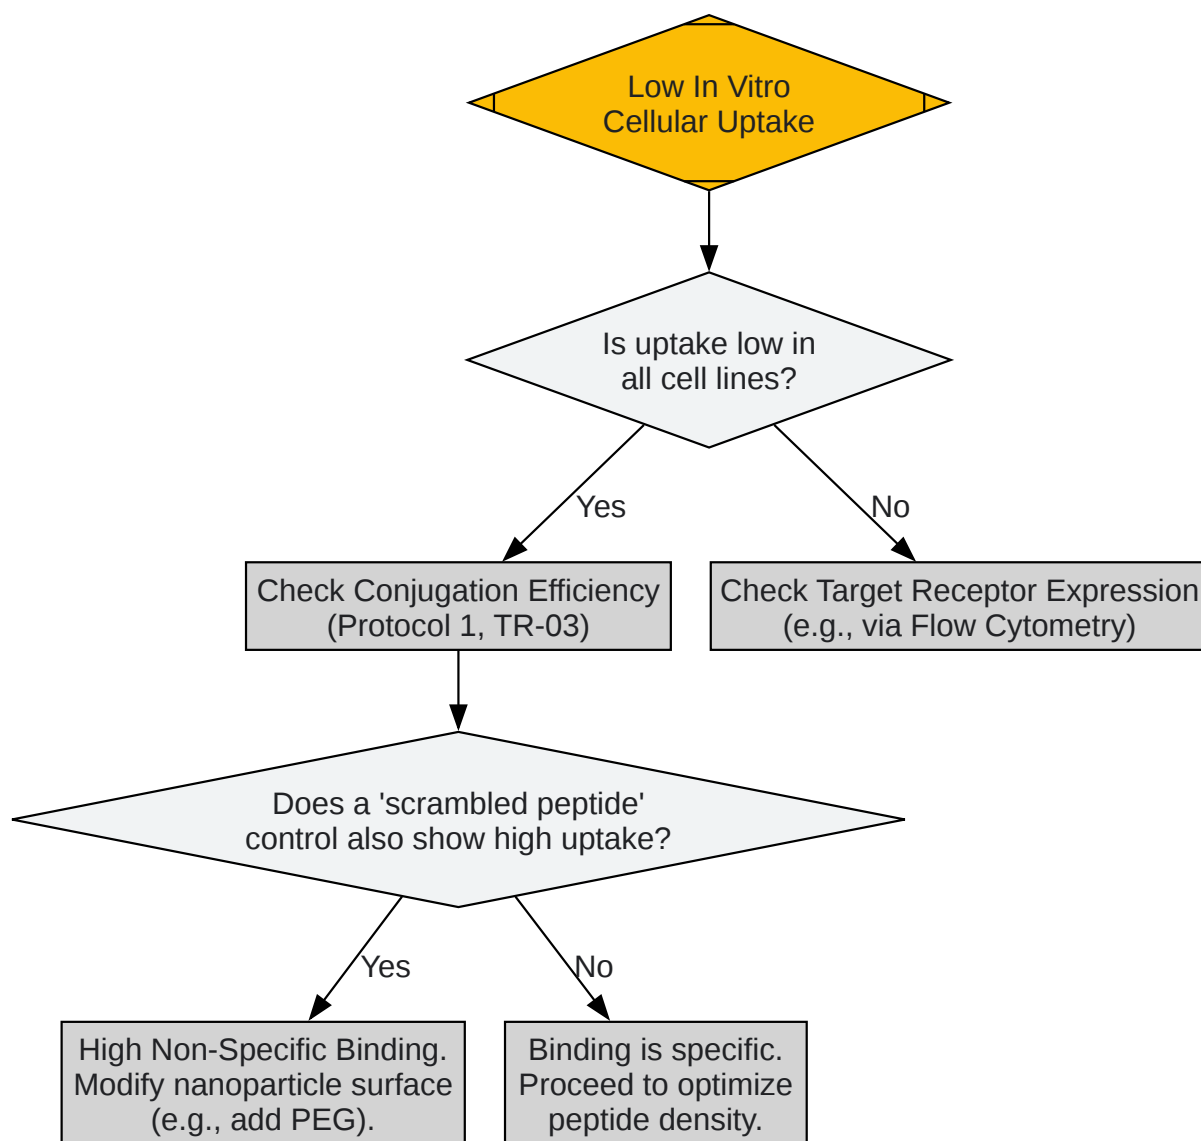 Low In Vitro
Cellular Uptake
Is uptake low in
all cell lines?
Yes
No
Check Conjugation Efficiency
(Protocol 1, TR-03)
Check Target Receptor Expression
(e.g., via Flow Cytometry)
Does a 'scrambled peptide'
control also show high uptake?
Yes
No
High Non-Specific Binding.
Modify nanoparticle surface
(e.g., add PEG).
Binding is specific.
Proceed to optimize
peptide density.